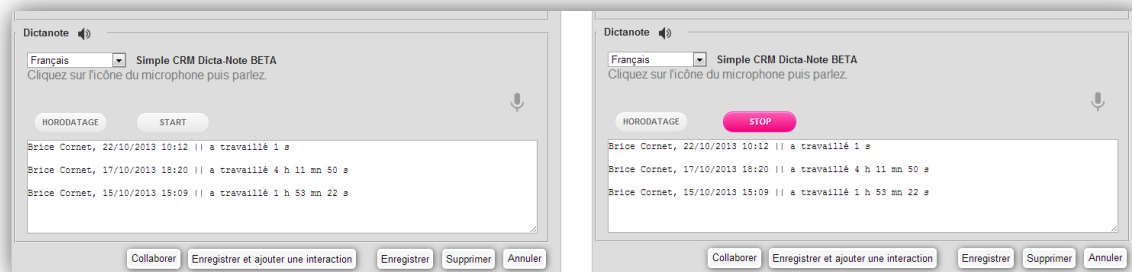 Dictanote
Français Simple CRM Dicta-Note BETA
Cliquez sur l'icône du microphone puis parlez.
HORODATAGE START
Brice Cornet, 22/10/2013 10:12 || a travaillé 1 s
Brice Cornet, 17/10/2013 18:20 || a travaillé 4 h 11 mn 50 s
Brice Cornet, 15/10/2013 15:09 || a travaillé 1 h 53 mn 22 s
Collaborer Enregistrer et ajouter une interaction Enregistrer Supprimer Annuler
Dictanote
Français Simple CRM Dicta-Note BETA
Cliquez sur l'icône du microphone puis parlez.
HORODATAGE STOP
Brice Cornet, 22/10/2013 10:12 || a travaillé 1 s
Brice Cornet, 17/10/2013 18:20 || a travaillé 4 h 11 mn 50 s
Brice Cornet, 15/10/2013 15:09 || a travaillé 1 h 53 mn 22 s
Collaborer Enregistrer et ajouter une interaction Enregistrer Supprimer Annuler